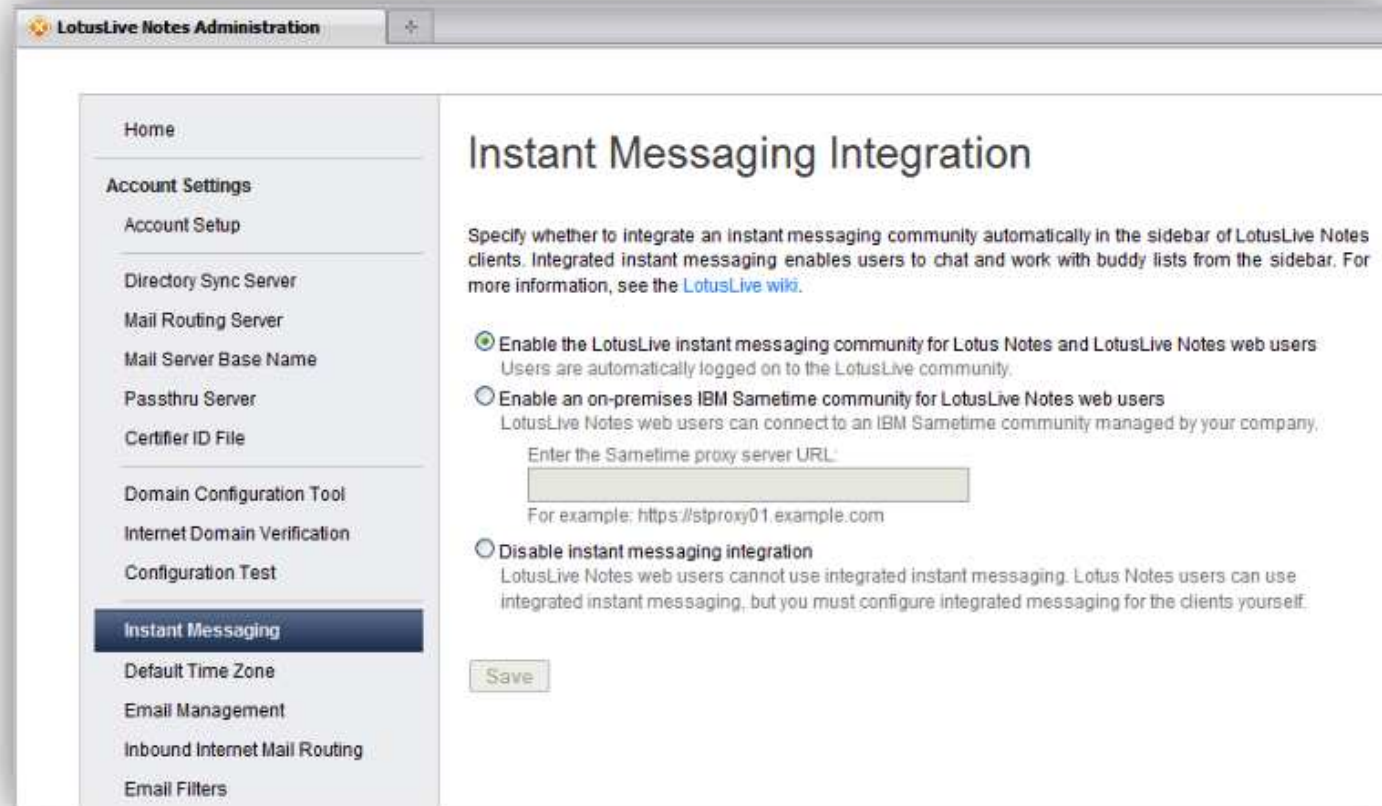 LotusLive Notes Administration
Home
Account Settings
Account Setup
Directory Sync Server
Mail Routing Server
Mail Server Base Name
Passthru Server
Certifier ID File
Domain Configuration Tool
Internet Domain Verification
Configuration Test
Instant Messaging
Default Time Zone
Email Management
Inbound Internet Mail Routing
Email Filters
Instant Messaging Integration
Specify whether to integrate an instant messaging community automatically in the sidebar of LotusLive Notes
clients. Integrated instant messaging enables users to chat and work with buddy lists from the sidebar. For
more information, see the LotusLive wiki.
Enable the LotusLive instant messaging community for Lotus Notes and LotusLive Notes web users
Users are automatically logged on to the LotusLive community.
Enable an on-premises IBM Sametime community for LotusLive Notes web users
LotusLive Notes web users can connect to an IBM Sametime community managed by your company.
Enter the Sametime proxy server URL:
For example: https://stproxy01.example.com
Disable instant messaging integration
LotusLive Notes web users cannot use integrated instant messaging. Lotus Notes users can use
integrated instant messaging, but you must configure integrated messaging for the clients yourself.
Save